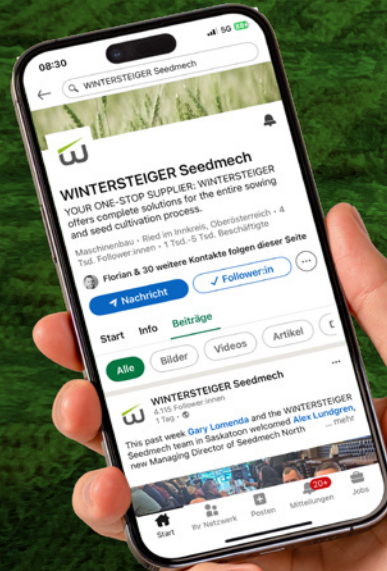 08:30
5G
WINTERSTEIGER Seedmech
WINTERSTEIGER Seedmech
YOUR ONE-STOP SUPPLIER: WINTERSTEIGER
offers complete solutions for the entire sowing
and seed cultivation process.
Maschinenbau • Ried im Innkreis, Oberösterreich • 4
Tsd. Follower:innen • 1 Tsd.-5 Tsd. Beschäftigte
Florian & 30 weitere Kontakte folgen dieser Seite
Nachricht
✓ Follower:in
Start Info Beiträge
Alle Bilder Videos Artikel
WINTERSTEIGER Seedmech
4.115 Follower:innen
1 Tag •
This past week Gary Lomenda and the WINTERSTEIGER
Seedmech team in Saskatoon welcomed Alex Lundgren,
new Managing Director of Seedmech North ... mehr
20+
Start Ihr Netzwerk Posten Mitteilungen Jobs